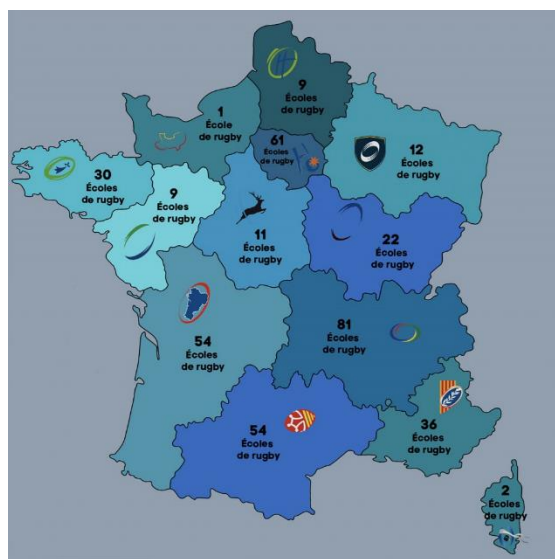 9
Écoles
de rugby
1
École
de rugby
61
Écoles
de rugby
12
Écoles
de rugby
30
Écoles
de rugby
9
Écoles
de rugby
11
Écoles
de rugby
22
Écoles
de rugby
54
Écoles
de rugby
81
Écoles
de rugby
54
Écoles
de rugby
36
Écoles
de rugby
2
Écoles
de rugby